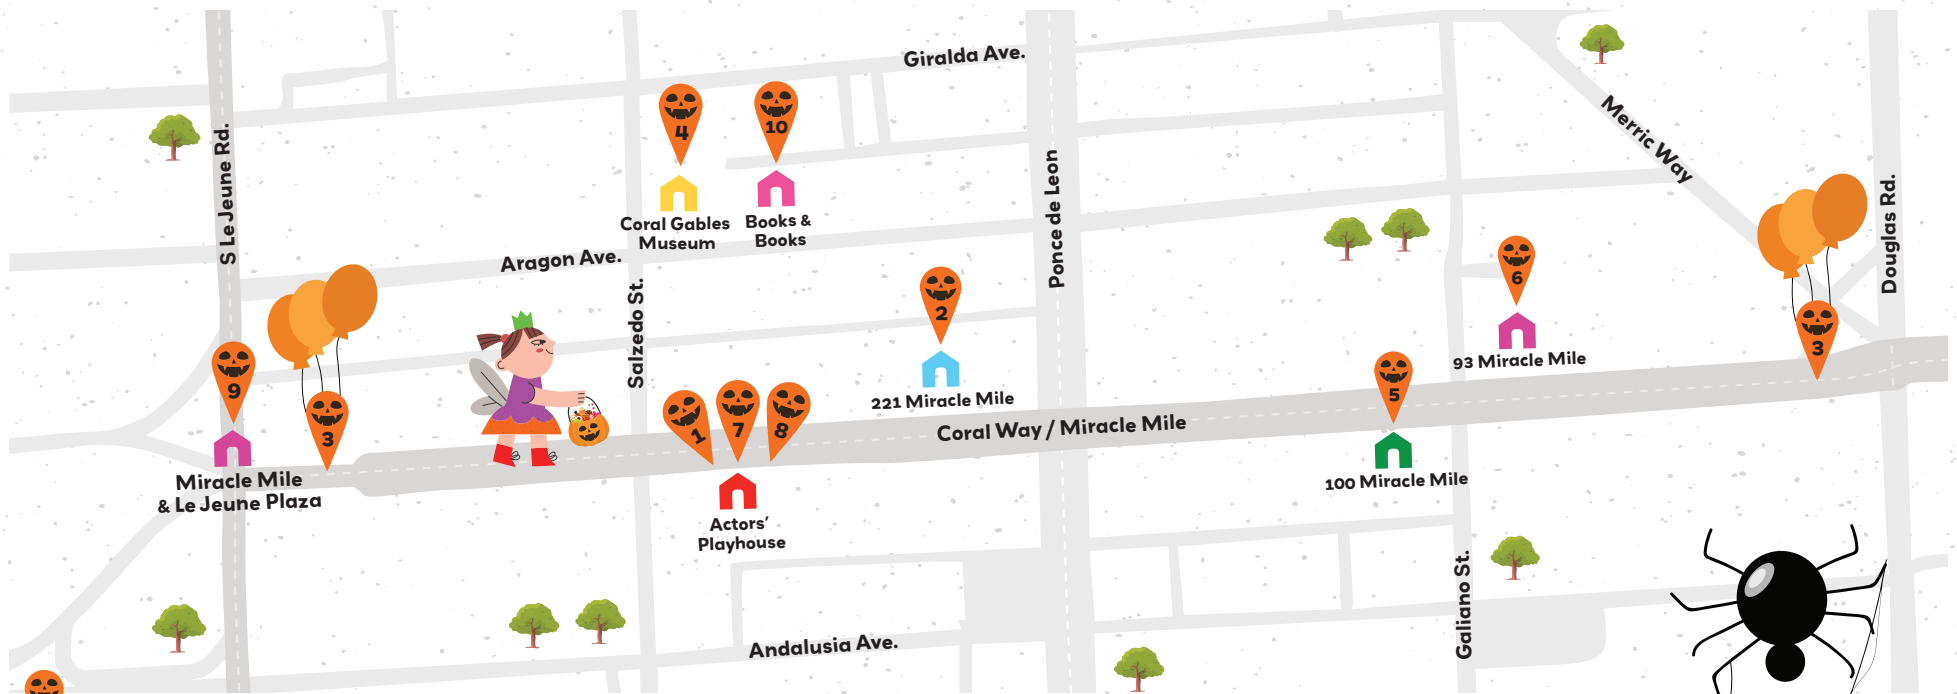 Giralda Ave.
4
10
Merric Way
S Le Jeune Rd.
Ponce de Leon
Douglas Rd.
Coral Gables
Museum
Books &
Books
Aragon Ave.
Salzedo St.
2
6
3
9
3
221 Miracle Mile
93 Miracle Mile
5
1
7
8
Coral Way / Miracle Mile
Miracle Mile
& Le Jeune Plaza
100 Miracle Mile
Actors’
Playhouse
Galiano St.
Andalusia Ave.